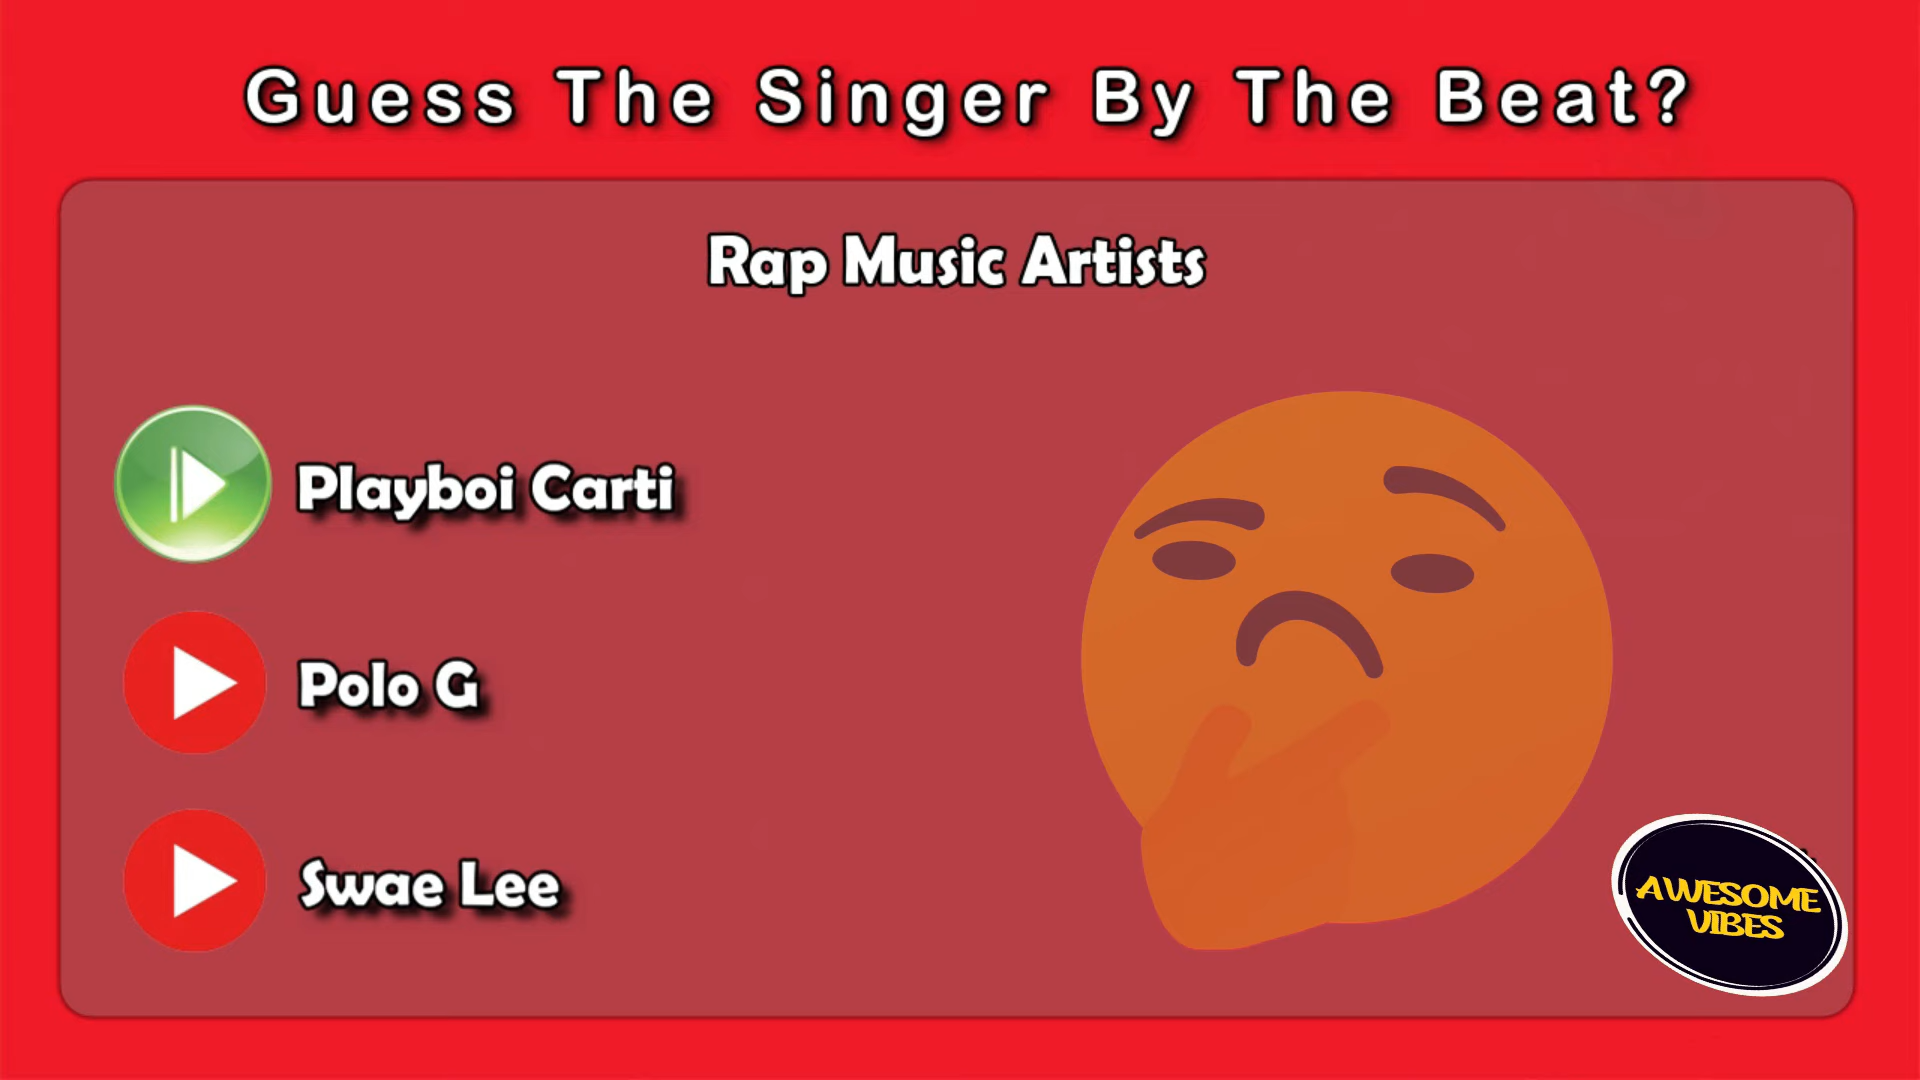 Guess The Singer By The Beat?
Rap Music Artists
Playboi Carti
Polo G
Swae Lee
AWESOME
VIBES